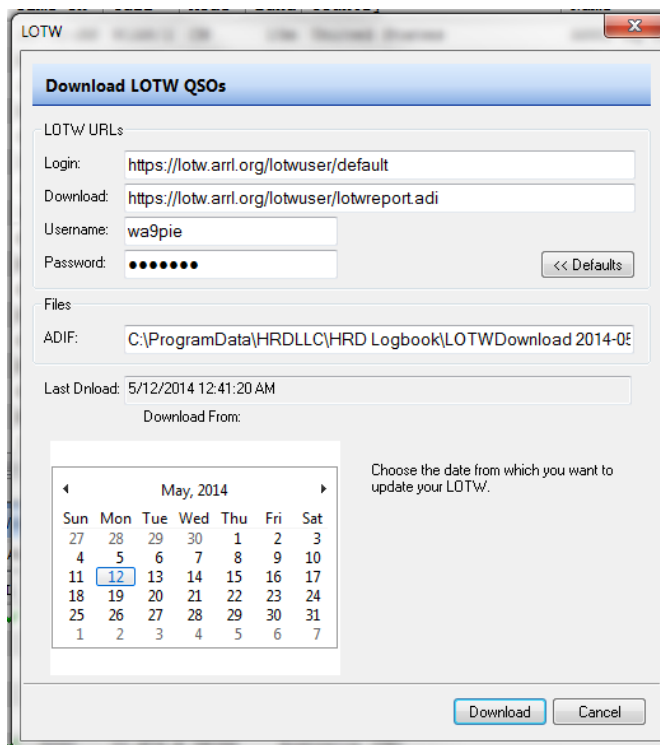 LOTW
Download LOTW QSOs
LOTW URLs
Login: https://lotw.arrl.org/lotwuser/default
Download: https://lotw.arrl.org/lotwuser/lotwreport.adi
Username: wa9pie
Password: ●●●●●●●
<< Defaults
Files
ADIF: C:\ProgramData\HRDLLC\HRD Logbook\LOTWDownload 2014-05
Last Dnload: 5/12/2014 12:41:20 AM
Download From:
Choose the date from which you want to
update your LOTW.
May, 2014
Sun Mon Tue Wed Thu Fri Sat
27 28 29 30 1 2 3
4 5 6 7 8 9 10
11 12 13 14 15 16 17
18 19 20 21 22 23 24
25 26 27 28 29 30 31
1 2 3 4 5 6 7
Download Cancel